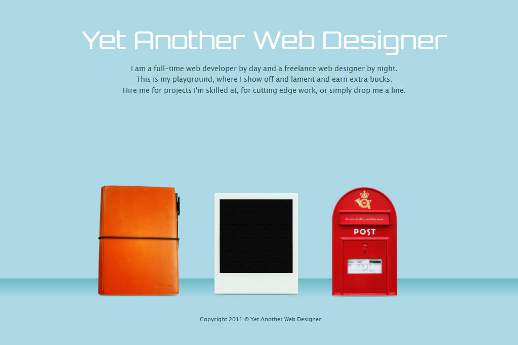 Yet Another Web Designer
I am a full-time web developer by day and a freelance web designer by night.
This is my playground, where I show off and lament and earn extra bucks.
Hire me for projects I'm skilled at, for cutting edge work, or simply drop me a line.
POST
Copyright 2011 © Yet Another Web Designer